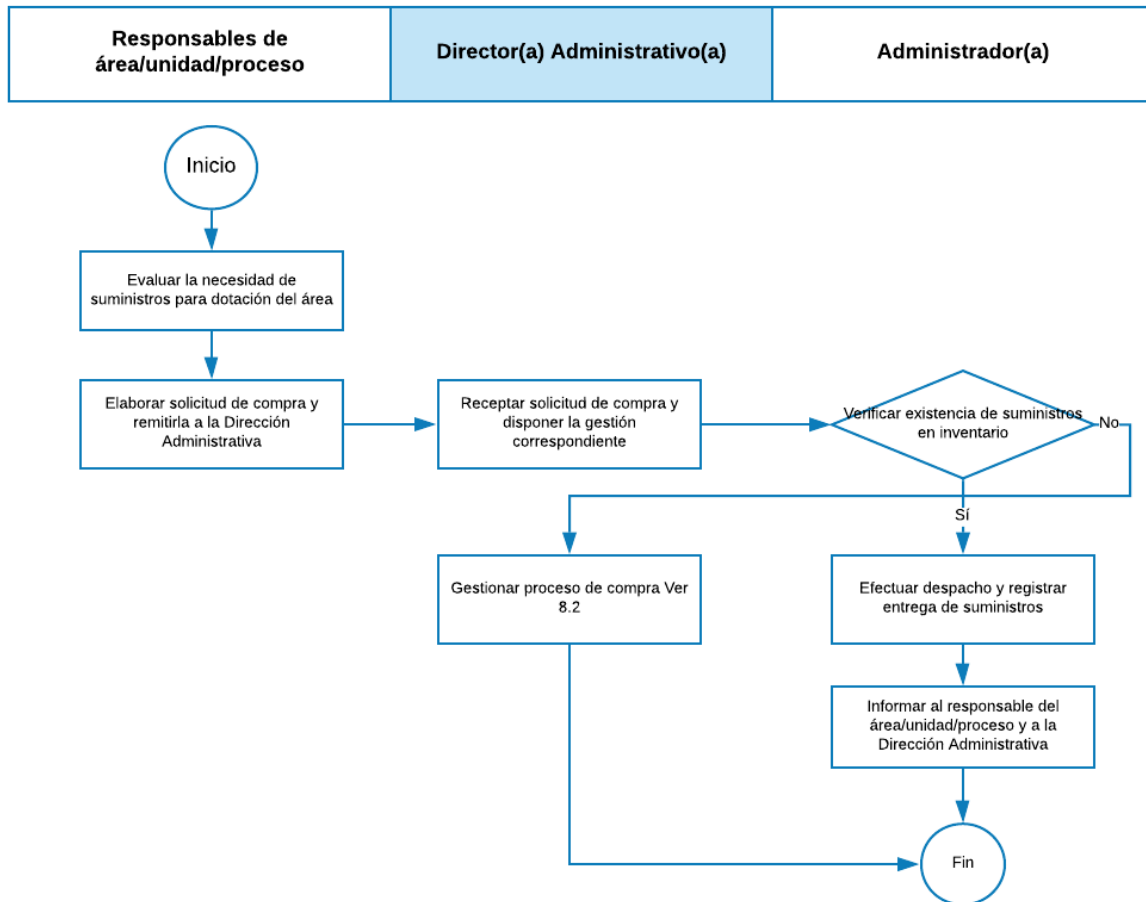 Responsables de
área/unidad/proceso
Director(a) Administrativo(a)
Administrador(a)
Inicio
Evaluar la necesidad de
suministros para dotación del área
Elaborar solicitud de compra y
remitirla a la Dirección
Administrativa
Receptar solicitud de compra y
disponer la gestión
correspondiente
Verificar existencia de suministros
en inventario
No
Sí
Gestionar proceso de compra Ver
8.2
Efectuar despacho y registrar
entrega de suministros
Informar al responsable del
área/unidad/proceso y a la
Dirección Administrativa
Fin